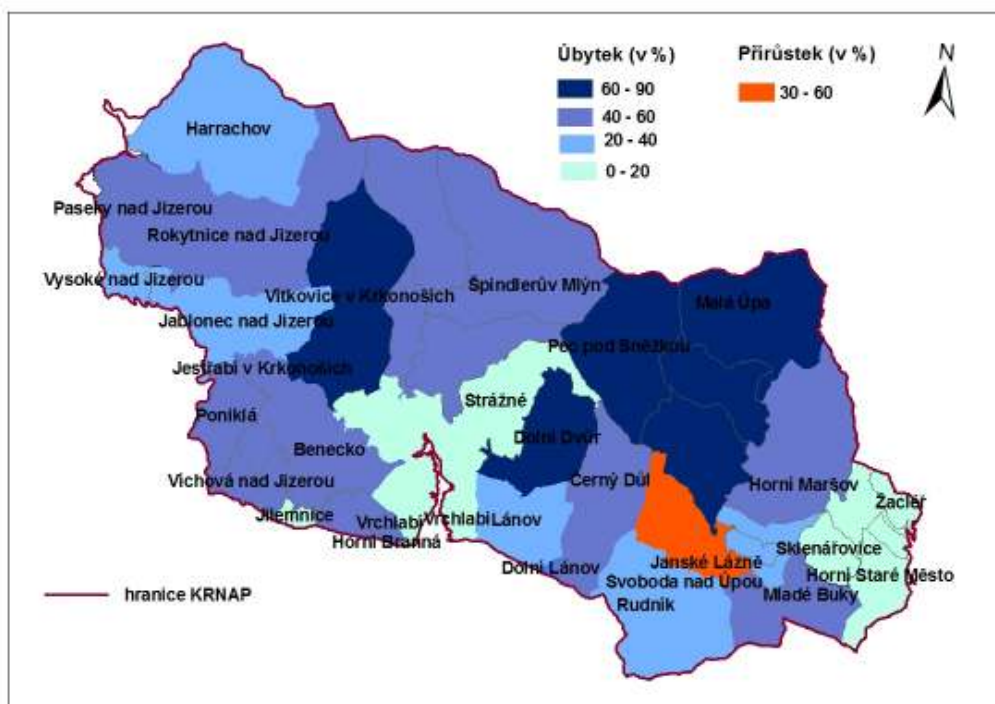 Úbytek (v %)
60 - 90
40 - 60
20 - 40
0 - 20
Přírůstek (v %)
30 - 60
N
Harrachov
Paseky nad Jizerou
Rokytnice nad Jizerou
Vysoké nad Jizerou
Vítkovice v Krkonoších
Špindlerův Mlýn
Malá Úpa
Jablonec nad Jizerou
Pec pod Sněžkou
Jestřabí v Krkonoších
Strážné
Poniklá
Dolní Dvůr
Benecko
Černý Důl
Horní Maršov
Víchová nad Jizerou
Žacléř
Jilemnice
Vrchlabí
Vrchlabí
Lánov
Horní Branná
Sklenářovice
Janské Lázně
Dolní Lánov
Svoboda nad Úpou
Horní Staré Město
Mladé Buky
Rudník
hranice KRNAP